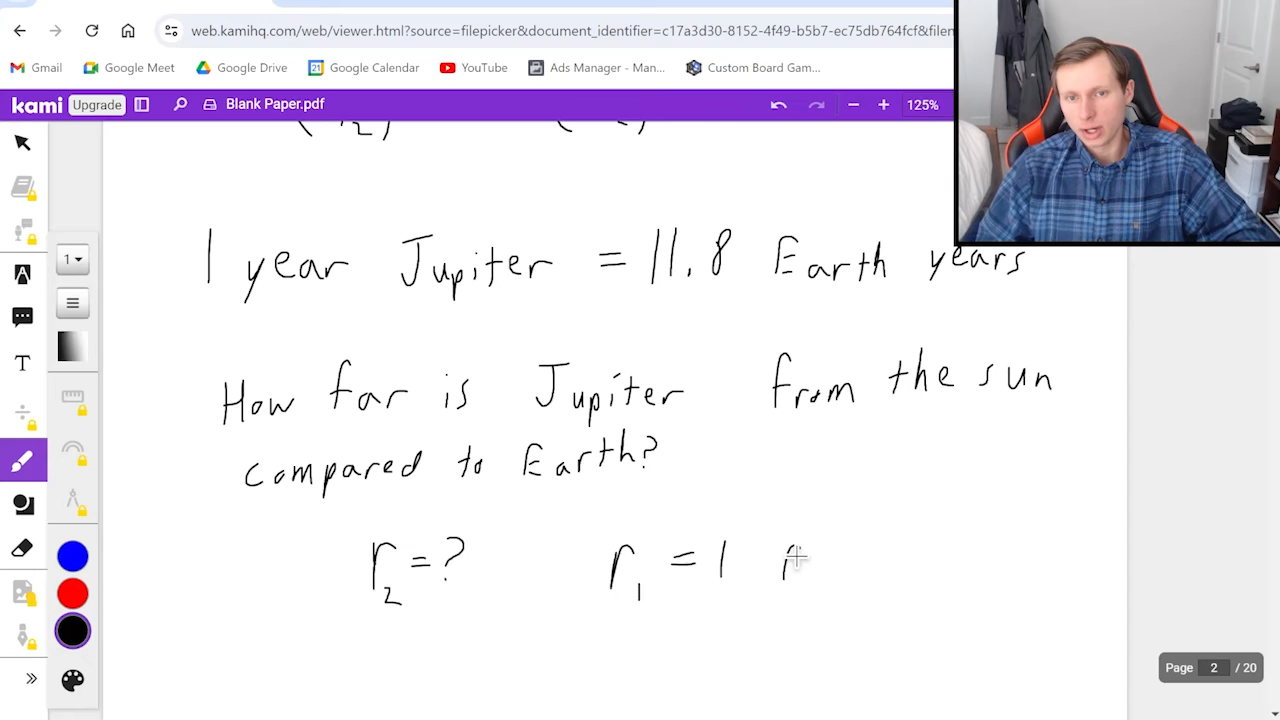 web.kamihq.com/web/viewer.html?source=filepicker&document_identifier=c17a3d30-8152-4f49-b5b7-ec75db764fcf&filen
Gmail Google Meet Google Drive 21 Google Calendar YouTube Ads Manager - Man... Custom Board Gam...
kami Upgrade Blank Paper.pdf 125%
1 year Jupiter = 11.8 Earth years
How far is Jupiter from the sun
compared to Earth?
r2 = ? r1 = 1
1
A
T
Page 2 / 20